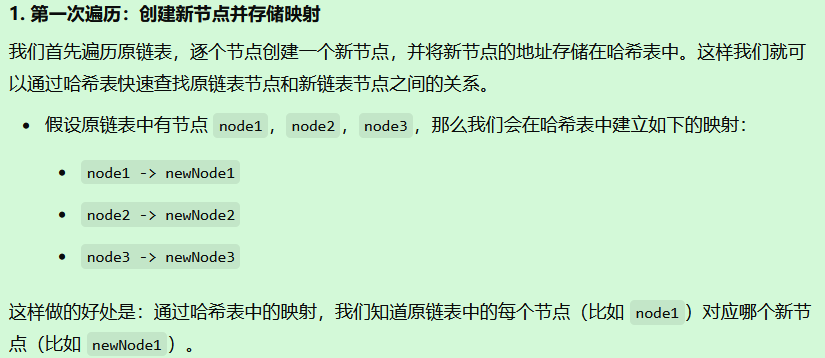 1. 第一次遍历：创建新节点并存储映射
我们首先遍历原链表，逐个节点创建一个新节点，并将新节点的地址存储在哈希表中。这样我们就可
以通过哈希表快速查找原链表节点和新链表节点之间的关系。
• 假设原链表中有节点 node1，node2，node3，那么我们会在哈希表中建立如下的映射：
• node1 -> newNode1
• node2 -> newNode2
• node3 -> newNode3
这样做的好处是：通过哈希表中的映射，我们知道原链表中的每个节点（比如 node1）对应哪个新节
点（比如 newNode1）。